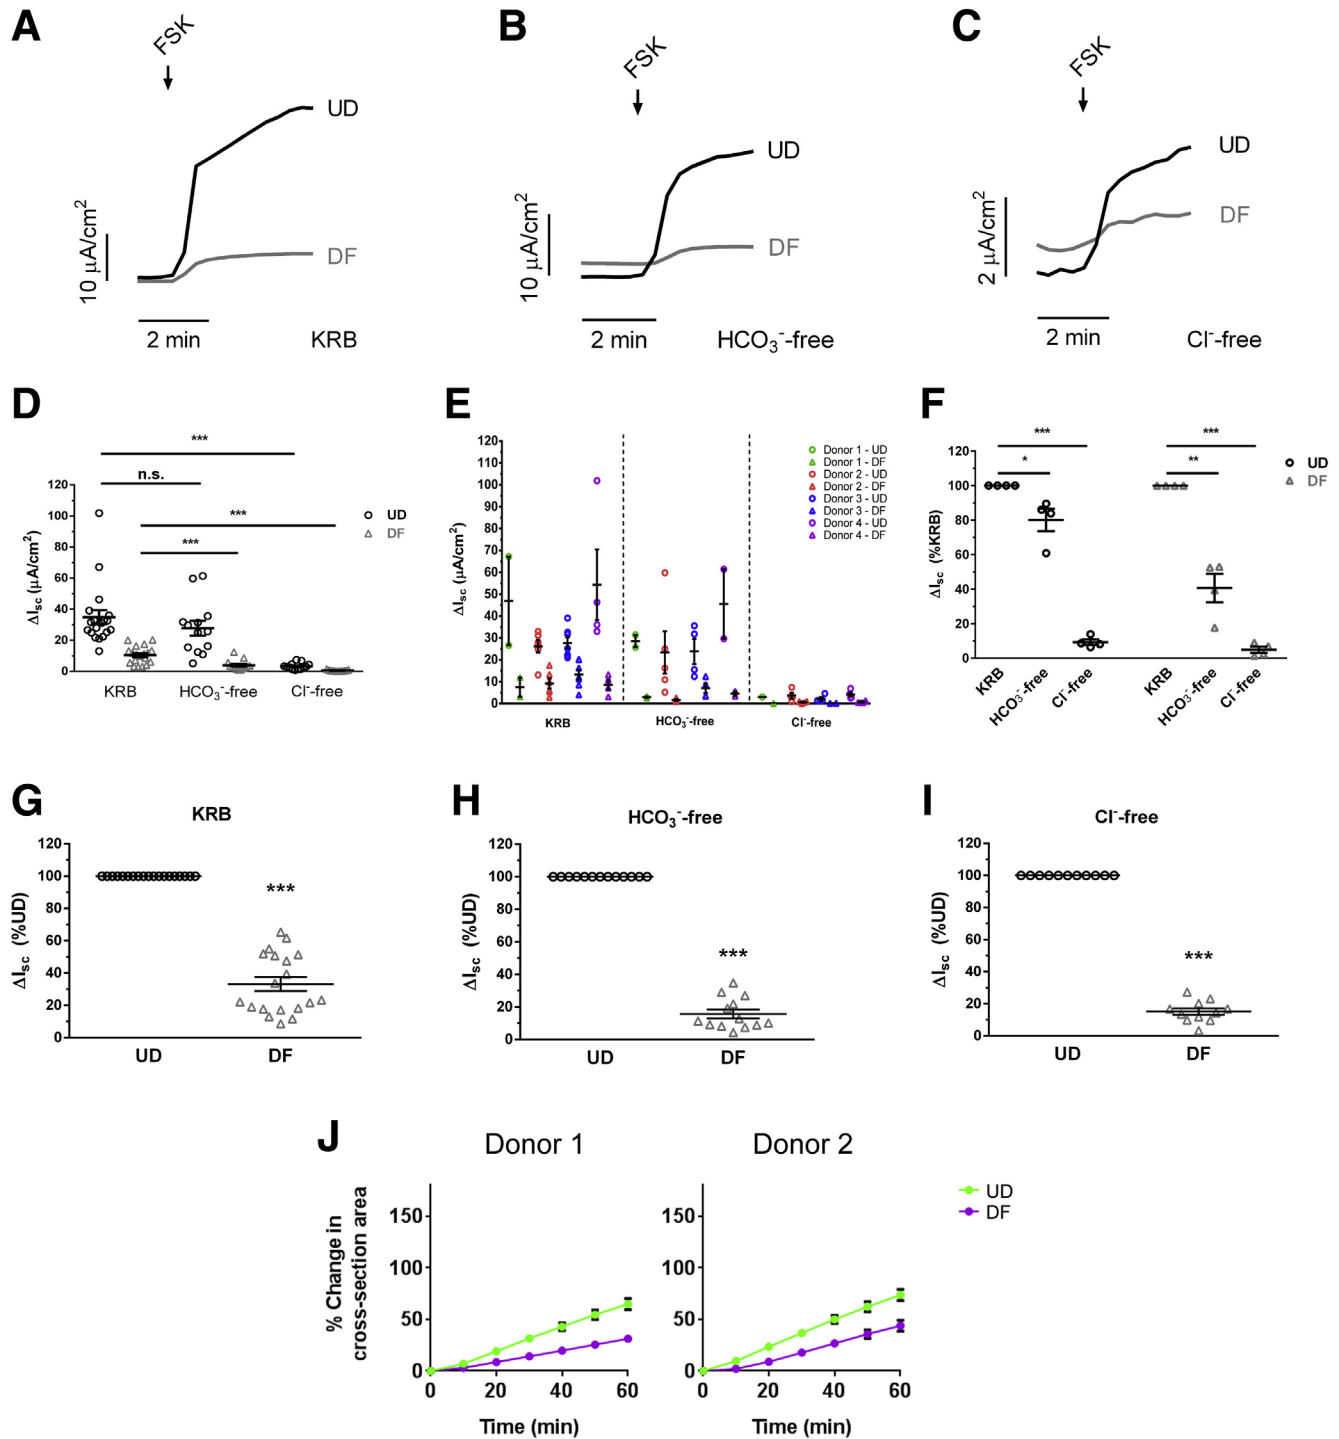 A
FSK
UD
DF
10 μA/cm²
2 min
KRB
B
FSK
UD
DF
10 μA/cm²
2 min
HCO₃⁻-free
C
FSK
UD
DF
2 μA/cm²
2 min
Cl⁻-free
D
***
n.s.
***
***
UD
DF
ΔIsc (μA/cm²)
120
100
80
60
40
20
0
KRB
HCO₃⁻-free
Cl⁻-free
E
ΔIsc (μA/cm²)
120
110
100
90
80
70
60
50
40
30
20
10
0
Donor 1 - UD
Donor 1 - DF
Donor 2 - UD
Donor 2 - DF
Donor 3 - UD
Donor 3 - DF
Donor 4 - UD
Donor 4 - DF
KRB
HCO₃⁻-free
Cl⁻-free
F
***
*
***
**
UD
DF
ΔIsc (%KRB)
120
100
80
60
40
20
0
KRB
HCO₃⁻-free
Cl⁻-free
KRB
HCO₃⁻-free
Cl⁻-free
G
KRB
ΔIsc (%UD)
120
100
80
60
40
20
0
***
UD
DF
H
HCO₃⁻-free
ΔIsc (%UD)
120
100
80
60
40
20
0
***
UD
DF
I
Cl⁻-free
ΔIsc (%UD)
120
100
80
60
40
20
0
***
UD
DF
J
Donor 1
% Change in
cross-section area
150
100
50
0
0 20 40 60
Time (min)
Donor 2
150
100
50
0
0 20 40 60
Time (min)
UD
DF